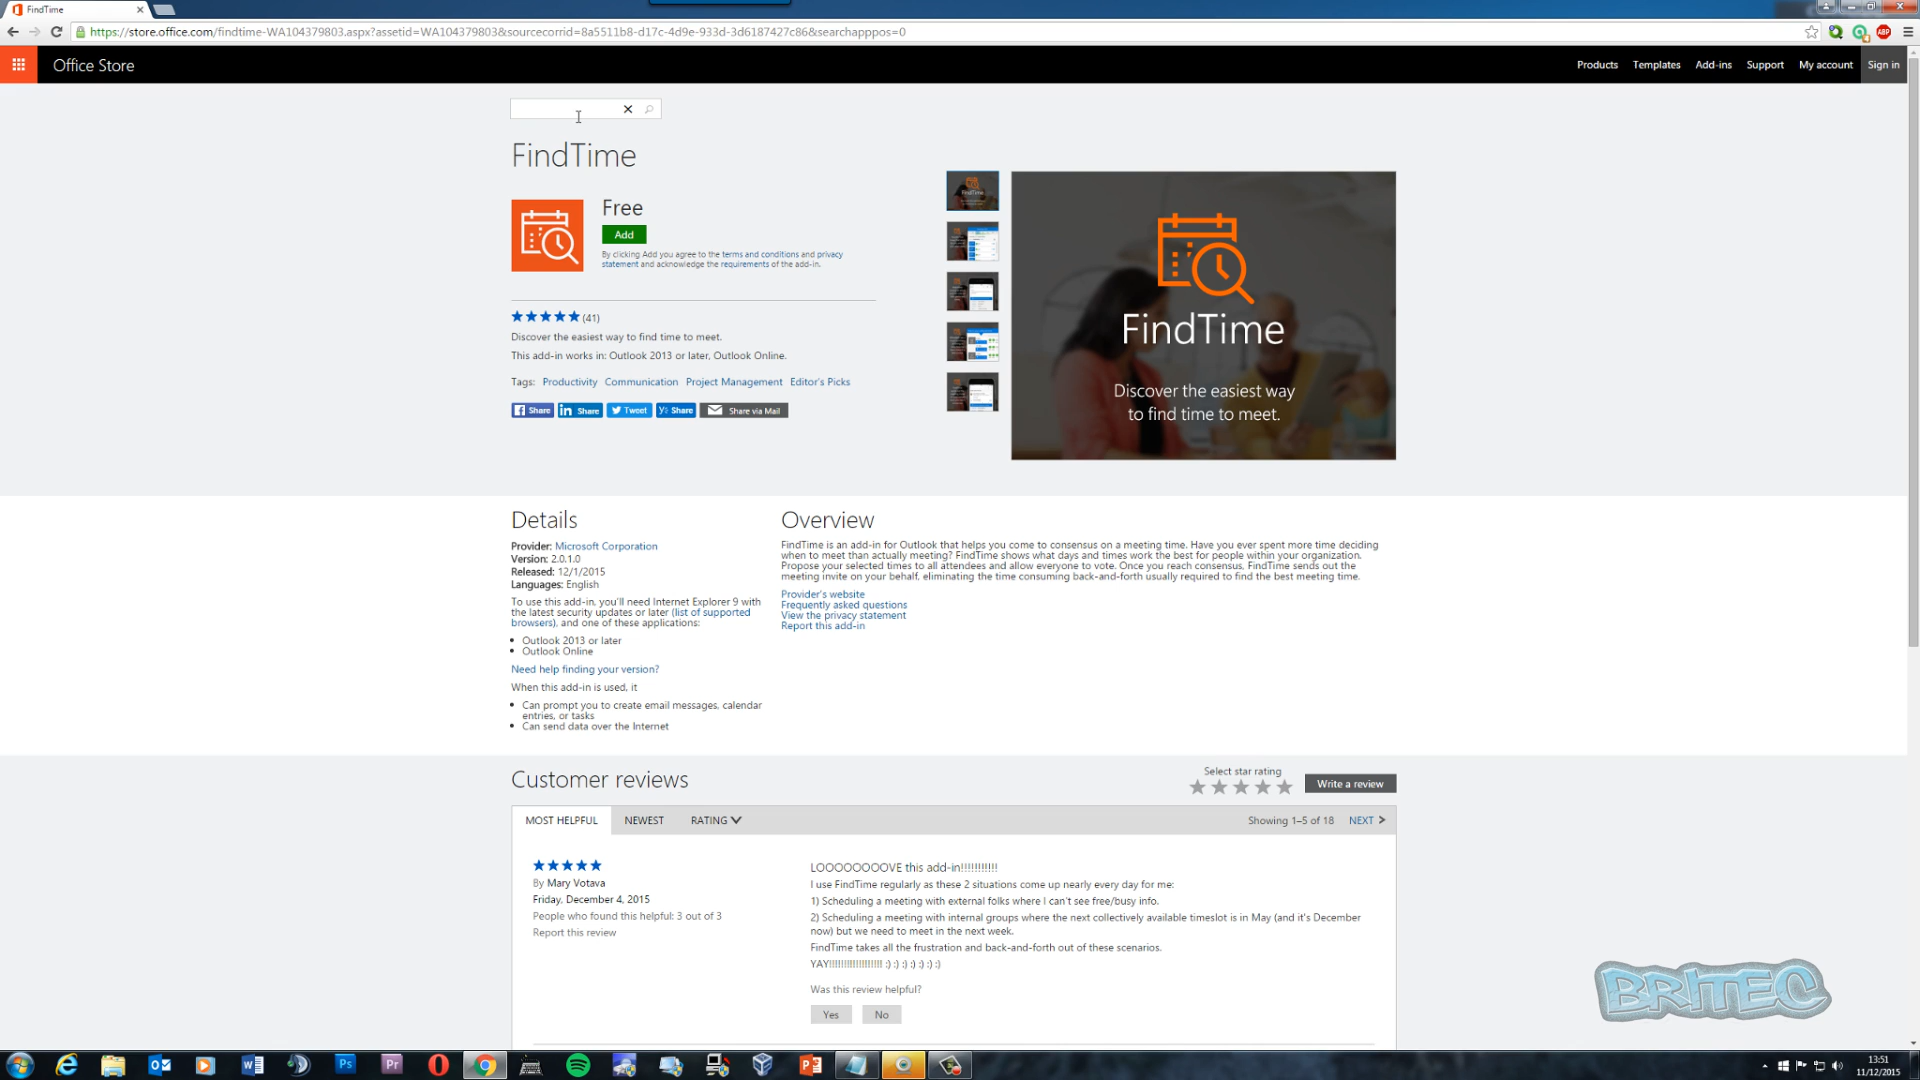 FindTime
https://store.office.com/findtime-WA104379803.aspx?assetid=WA104379803&sourcecorrid=8a5511b8-d17c-4d9e-933d-3d6187427c86&searchapppos=0
ABP
Office Store
Products Templates Add-ins Support My account Sign in
FindTime
Free
Add
By clicking Add you agree to the terms and conditions and privacy
statement and acknowledge the requirements of the add-in.
(41)
Discover the easiest way to find time to meet.
This add-in works in: Outlook 2013 or later, Outlook Online.
Tags: Productivity Communication Project Management Editor's Picks
Share Share Tweet Share Share via Mail
FindTime
Discover the easiest way
to find time to meet.
Details
Provider: Microsoft Corporation
Version: 2.0.1.0
Released: 12/1/2015
Languages: English
To use this add-in, you'll need Internet Explorer 9 with
the latest security updates or later (list of supported
browsers), and one of these applications:
Outlook 2013 or later
Outlook Online
Need help finding your version?
When this add-in is used, it
Can prompt you to create email messages, calendar
entries, or tasks
Can send data over the Internet
Overview
FindTime is an add-in for Outlook that helps you come to consensus on a meeting time. Have you ever spent more time deciding
when to meet than actually meeting? FindTime shows what days and times work the best for people within your organization.
Propose your selected times to all attendees and allow everyone to vote. Once you reach consensus, FindTime sends out the
meeting invite on your behalf, eliminating the time consuming back-and-forth usually required to find the best meeting time.
Provider's website
Frequently asked questions
View the privacy statement
Report this add-in
Customer reviews
Select star rating
Write a review
MOST HELPFUL NEWEST RATING
Showing 1–5 of 18 NEXT >
By Mary Votava
Friday, December 4, 2015
People who found this helpful: 3 out of 3
Report this review
LOOOOOOOOVE this add-in!!!!!!!!!!!
I use FindTime regularly as these 2 situations come up nearly every day for me:
1) Scheduling a meeting with external folks where I can't see free/busy info.
2) Scheduling a meeting with internal groups where the next collectively available timeslot is in May (and it's December
now) but we need to meet in the next week.
FindTime takes all the frustration and back-and-forth out of these scenarios.
YAY!!!!!!!!!!!!!!!!!!! :) :) :) :) :) :) :)
Was this review helpful?
Yes No
BRITEC
Ps
Pr
13:51
11/12/2015